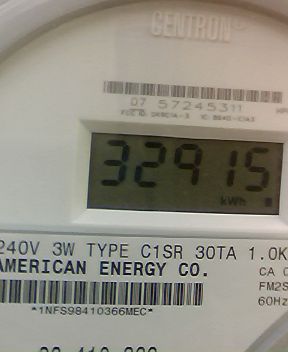 CENTRON®
07 57245311
32915
kWh
240V 3W TYPE C1SR 30TA 1.0K
AMERICAN ENERGY CO.
CA 0
FM2S
60Hz
*1NFS98410366MEC*